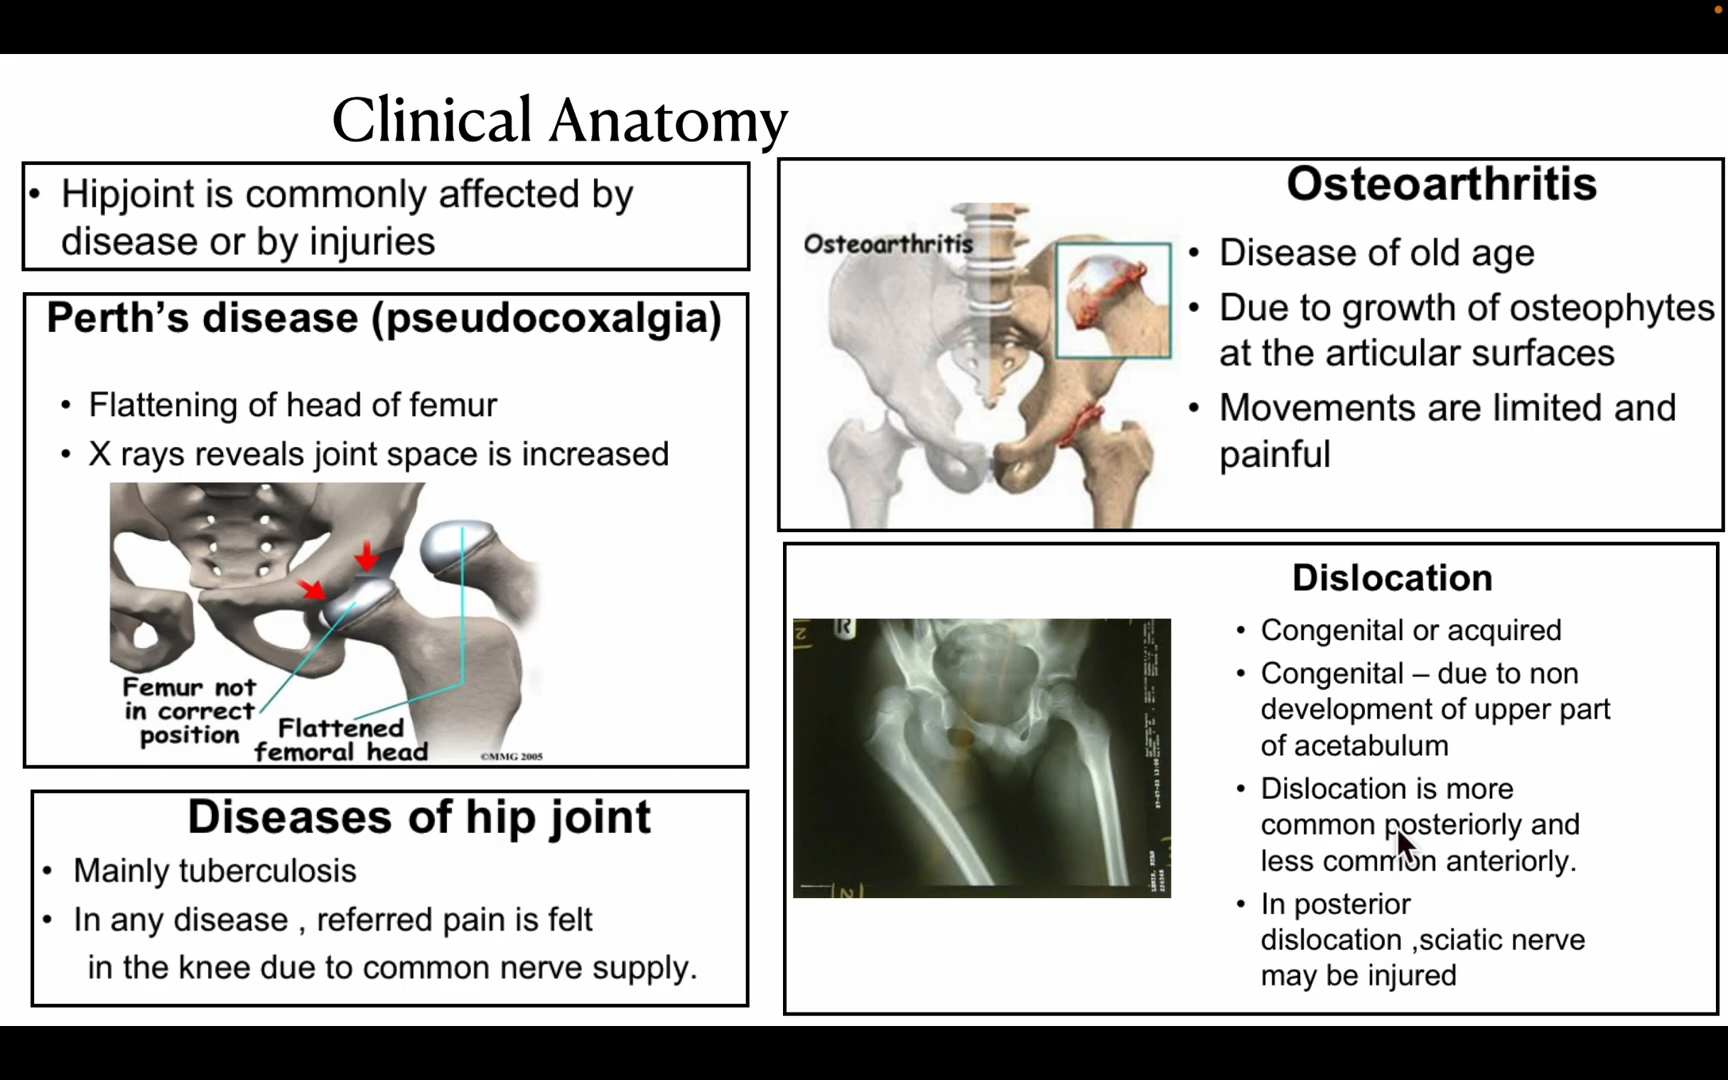 Clinical Anatomy
• Hipjoint is commonly affected by
disease or by injuries
Perth's disease (pseudocoxalgia)
• Flattening of head of femur
• X rays reveals joint space is increased
Femur not
in correct
position
Flattened
femoral head
©MMG 2005
Diseases of hip joint
• Mainly tuberculosis
• In any disease , referred pain is felt
in the knee due to common nerve supply.
Osteoarthritis
Osteoarthritis
• Disease of old age
• Due to growth of osteophytes
at the articular surfaces
• Movements are limited and
painful
Dislocation
R
• Congenital or acquired
• Congenital – due to non
development of upper part
of acetabulum
• Dislocation is more
common posteriorly and
less common anteriorly.
• In posterior
dislocation ,sciatic nerve
may be injured